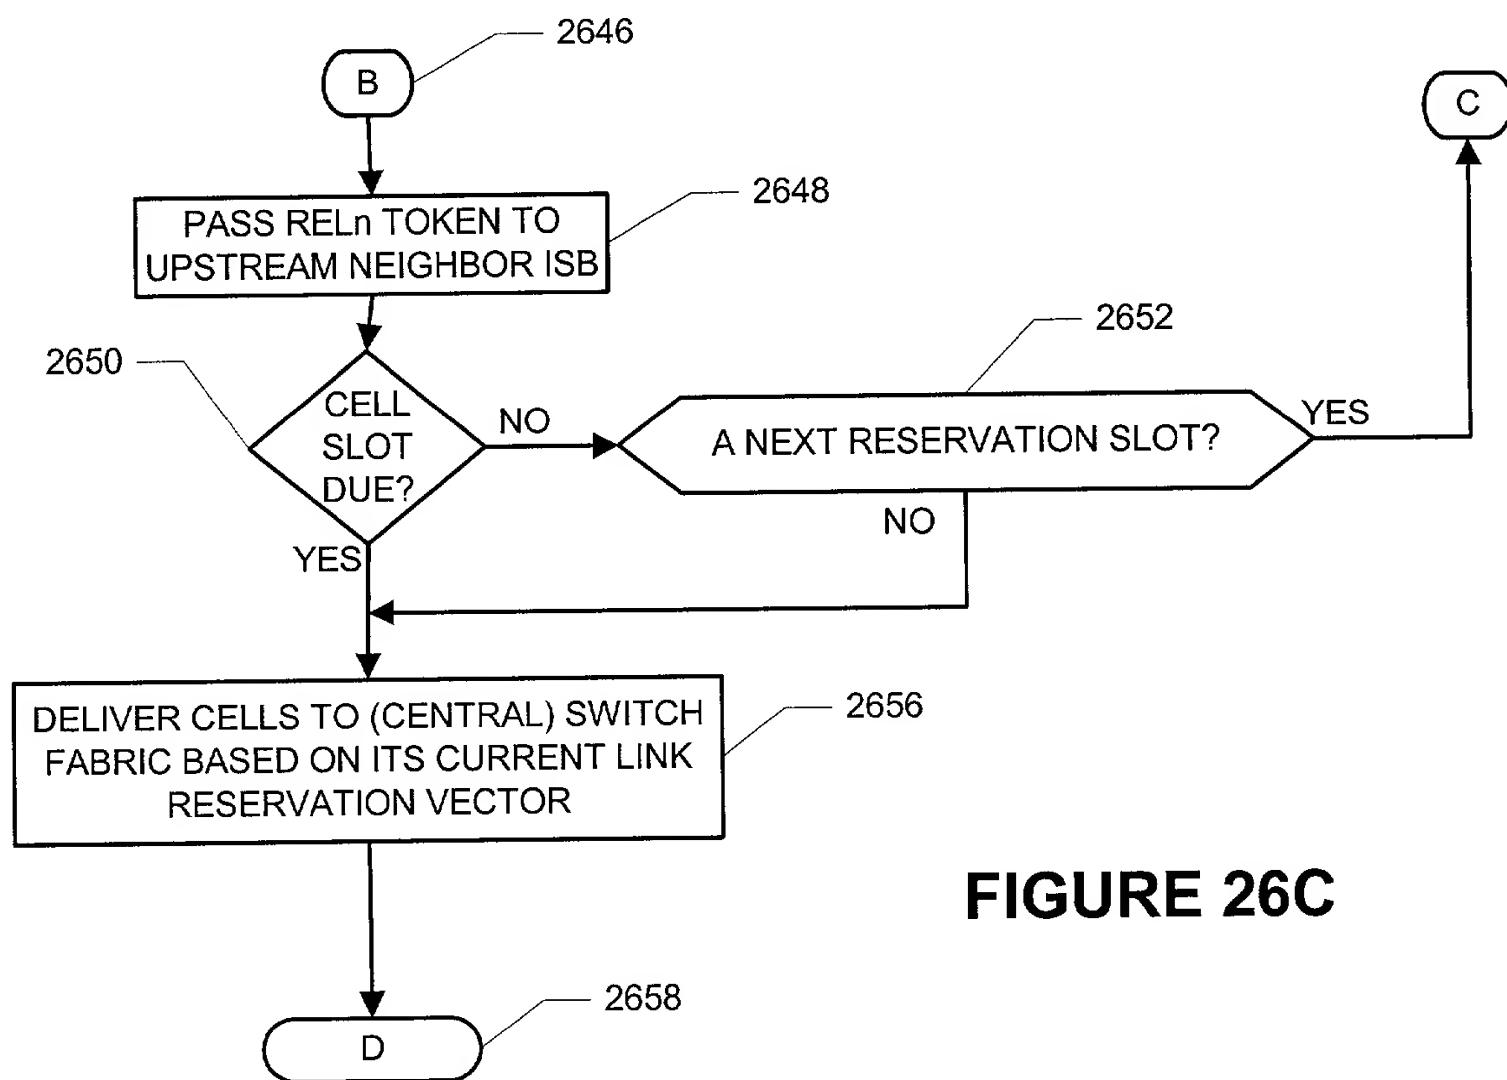 2646
B
C
2648
PASS RELn TOKEN TO
UPSTREAM NEIGHBOR ISB
2652
2650
CELL
SLOT
DUE?
NO
A NEXT RESERVATION SLOT?
YES
NO
YES
2656
DELIVER CELLS TO (CENTRAL) SWITCH
FABRIC BASED ON ITS CURRENT LINK
RESERVATION VECTOR
FIGURE 26C
2658
D